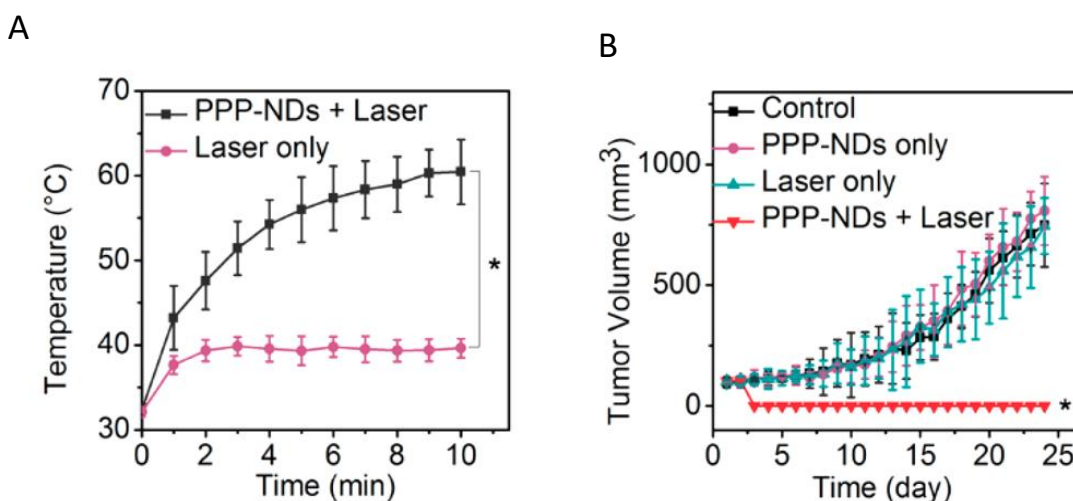 A
B
70
60
50
40
30
Temperature (°C)
PPP-NDs + Laser
Laser only
*
0
2
4
6
8
10
Time (min)
1000
500
0
Tumor Volume (mm³)
Control
PPP-NDs only
Laser only
PPP-NDs + Laser
*
0
5
10
15
20
25
Time (day)